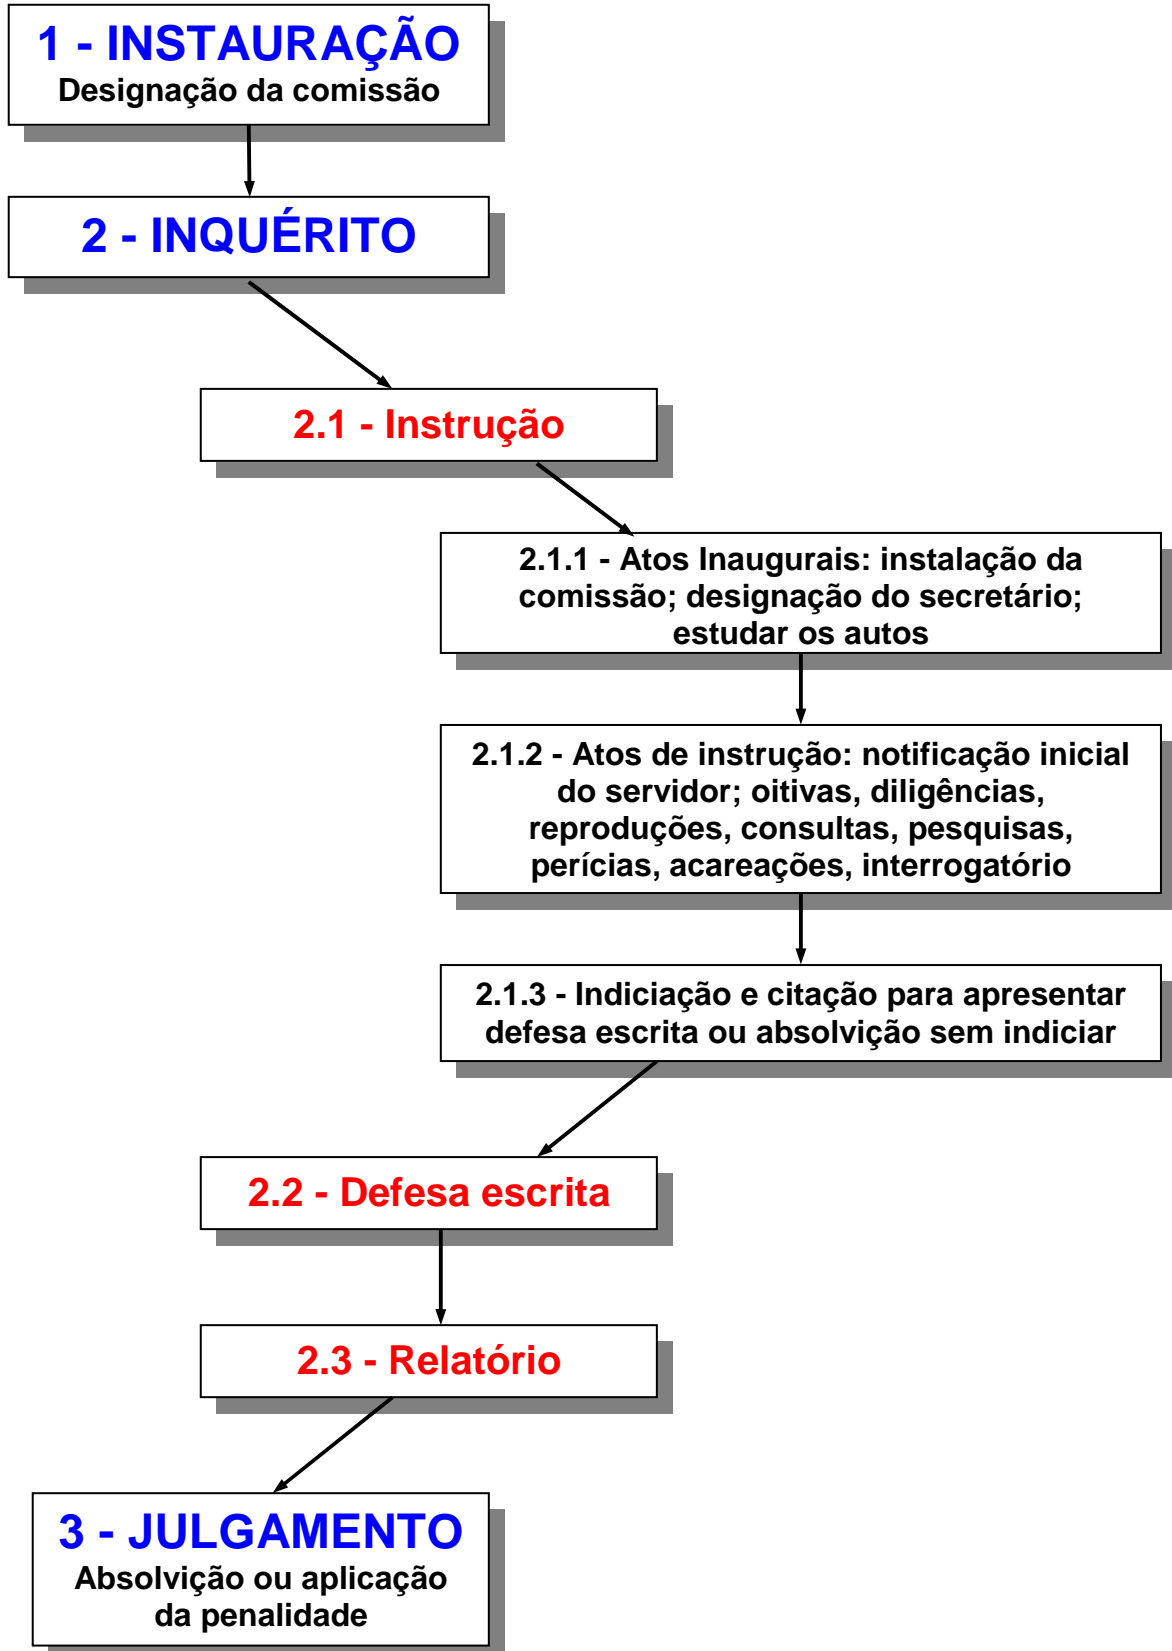 1 - INSTAURAÇÃO
Designação da comissão
2 - INQUÉRITO
2.1 - Instrução
2.1.1 - Atos Inaugurais: instalação da
comissão; designação do secretário;
estudar os autos
2.1.2 - Atos de instrução: notificação inicial
do servidor; oitivas, diligências,
reproduções, consultas, pesquisas,
perícias, acareações, interrogatório
2.1.3 - Indiciação e citação para apresentar
defesa escrita ou absolvição sem indiciar
2.2 - Defesa escrita
2.3 - Relatório
3 - JULGAMENTO
Absolvição ou aplicação
da penalidade